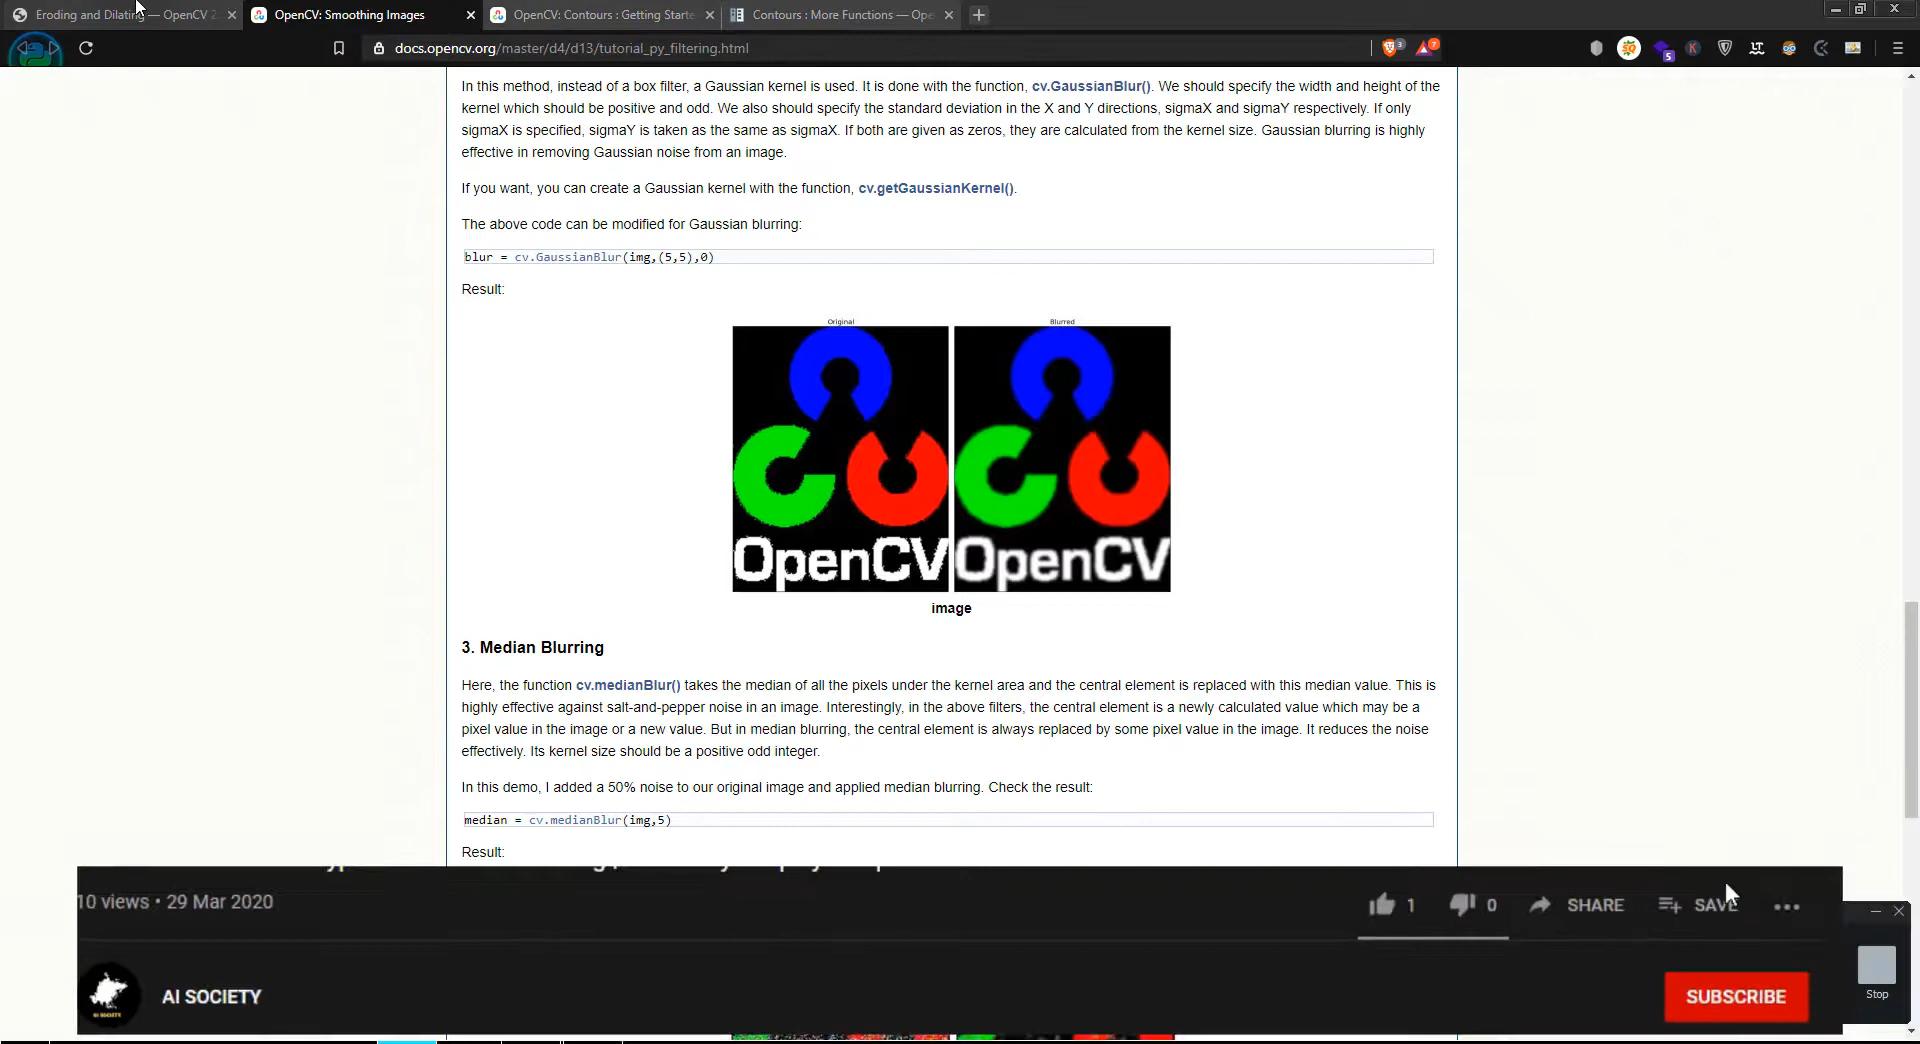 Eroding and Dilating — OpenCV 2.
OpenCV: Smoothing Images
OpenCV: Contours : Getting Starte
Contours : More Functions — Ope
docs.opencv.org/master/d4/d13/tutorial_py_filtering.html
3
7
5
In this method, instead of a box filter, a Gaussian kernel is used. It is done with the function, cv.GaussianBlur(). We should specify the width and height of the
kernel which should be positive and odd. We also should specify the standard deviation in the X and Y directions, sigmaX and sigmaY respectively. If only
sigmaX is specified, sigmaY is taken as the same as sigmaX. If both are given as zeros, they are calculated from the kernel size. Gaussian blurring is highly
effective in removing Gaussian noise from an image.
If you want, you can create a Gaussian kernel with the function, cv.getGaussianKernel().
The above code can be modified for Gaussian blurring:
blur = cv.GaussianBlur(img,(5,5),0)
Result:
Original
Blurred
OpenCV
OpenCV
image
3. Median Blurring
Here, the function cv.medianBlur() takes the median of all the pixels under the kernel area and the central element is replaced with this median value. This is
highly effective against salt-and-pepper noise in an image. Interestingly, in the above filters, the central element is a newly calculated value which may be a
pixel value in the image or a new value. But in median blurring, the central element is always replaced by some pixel value in the image. It reduces the noise
effectively. Its kernel size should be a positive odd integer.
In this demo, I added a 50% noise to our original image and applied median blurring. Check the result:
median = cv.medianBlur(img,5)
Result:
10 views • 29 Mar 2020
1
0
SHARE
SAVE
AI SOCIETY
AI SOCIETY
SUBSCRIBE
Stop